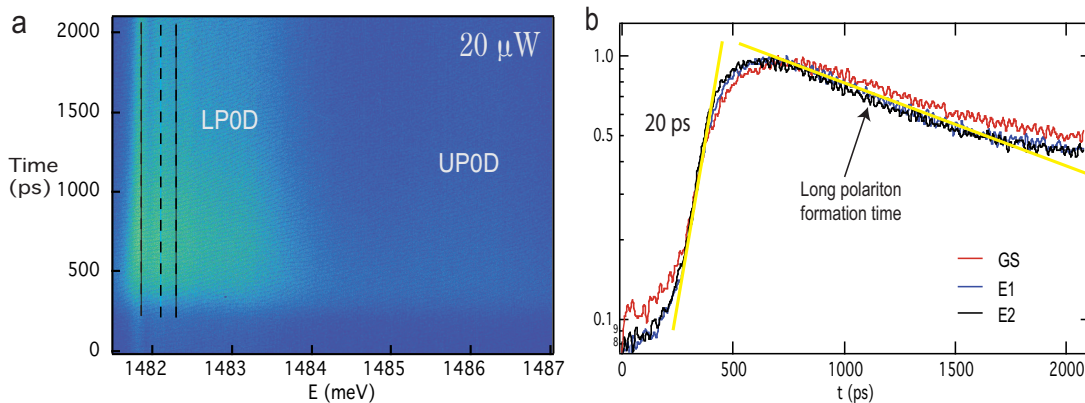 a
2000
1500
Time
(ps)
1000
500
0
20 μW
LP0D
UP0D
1482
1483
1484
1485
1486
1487
E (meV)
b
1.0
0.5
0.1
9
8
20 ps
Long polariton
formation time
GS
E1
E2
0
500
1000
1500
2000
t (ps)